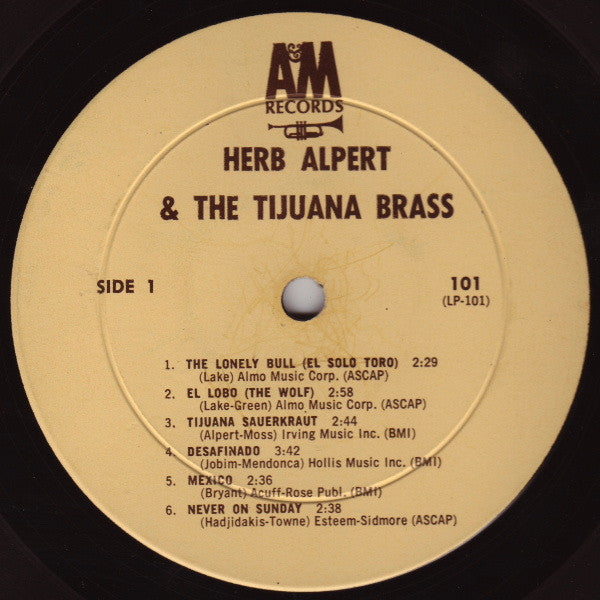 A&M
RECORDS
HERB ALPERT
& THE TIJUANA BRASS
SIDE 1
101
(LP-101)
1. THE LONELY BULL (EL SOLO TORO) 2:29
(Lake) Almo Music Corp. (ASCAP)
2. EL LOBO (THE WOLF) 2:58
(Lake-Green) Almo Music Corp. (ASCAP)
3. TIJUANA SAUERKRAUT 2:44
(Alpert-Moss) Irving Music Inc. (BMI)
4. DESAFINADO 3:42
(Jobim-Mendonca) Hollis Music Inc. (BMI)
5. MEXICO 2:36
(Bryant) Acuff-Rose Publ. (BMI)
6. NEVER ON SUNDAY 2:38
(Hadjidakis-Towne) Esteem-Sidmore (ASCAP)